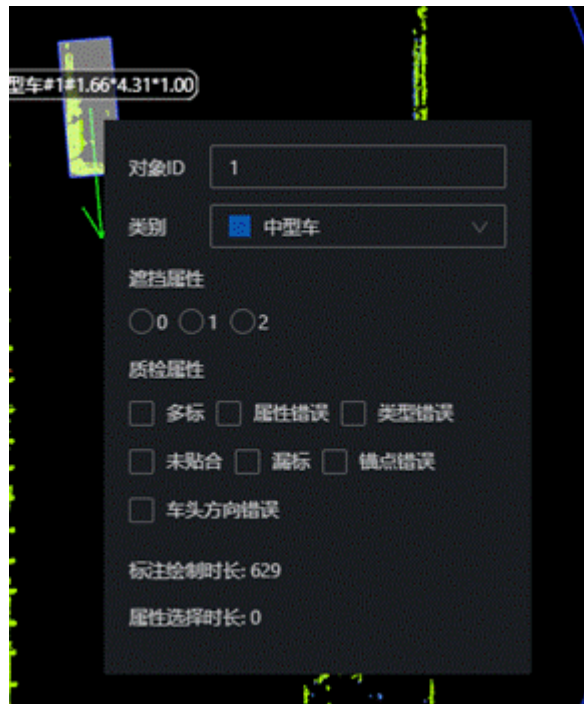 型车#1#1.66*4.31*1.00
对象ID 1
类别 中型车
遮挡属性
0 1 2
质检属性
多标 属性错误 类型错误
未贴合 漏标 锚点错误
车头方向错误
标注绘制时长: 629
属性选择时长: 0